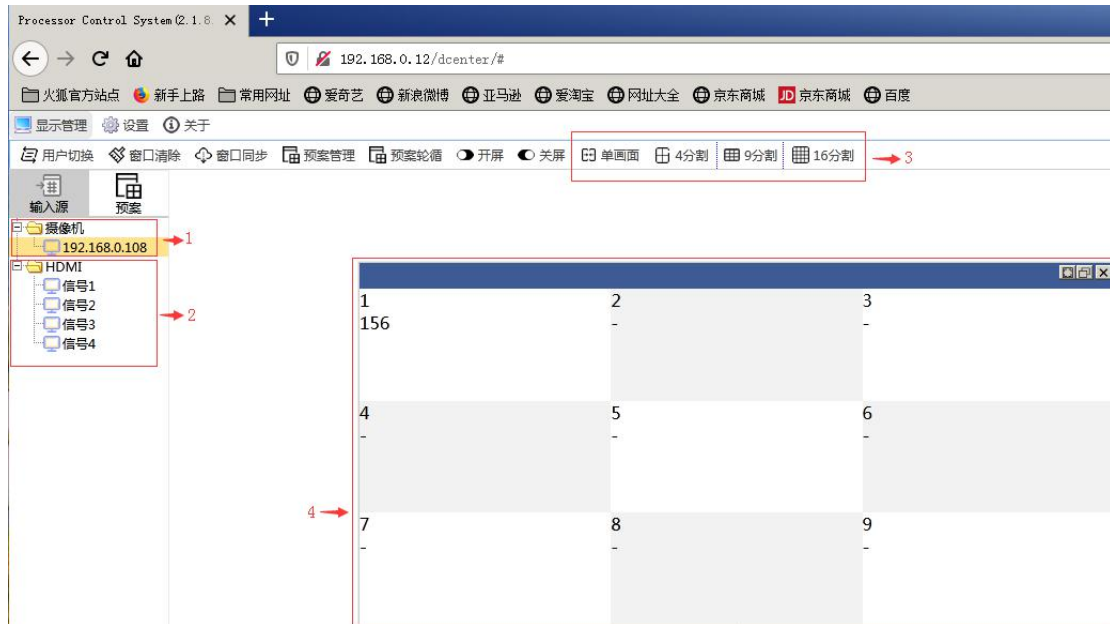 Processor Control System(2.1.8.
192.168.0.12/dcenter/#
火狐官方站点 新手上路 常用网址 爱奇艺 新浪微博 亚马逊 爱淘宝 网址大全 京东商城 JD 京东商城 百度
显示管理 设置 关于
用户切换 窗口清除 窗口同步 预案管理 预案轮循 开屏 关屏 单画面 4分割 9分割 16分割 3
输入源 预案
摄像机
192.168.0.108 1
HDMI
信号1
信号2
信号3 2
信号4
1 2 3
156 - -
4 5 6
- - -
4
7 8 9
- - -